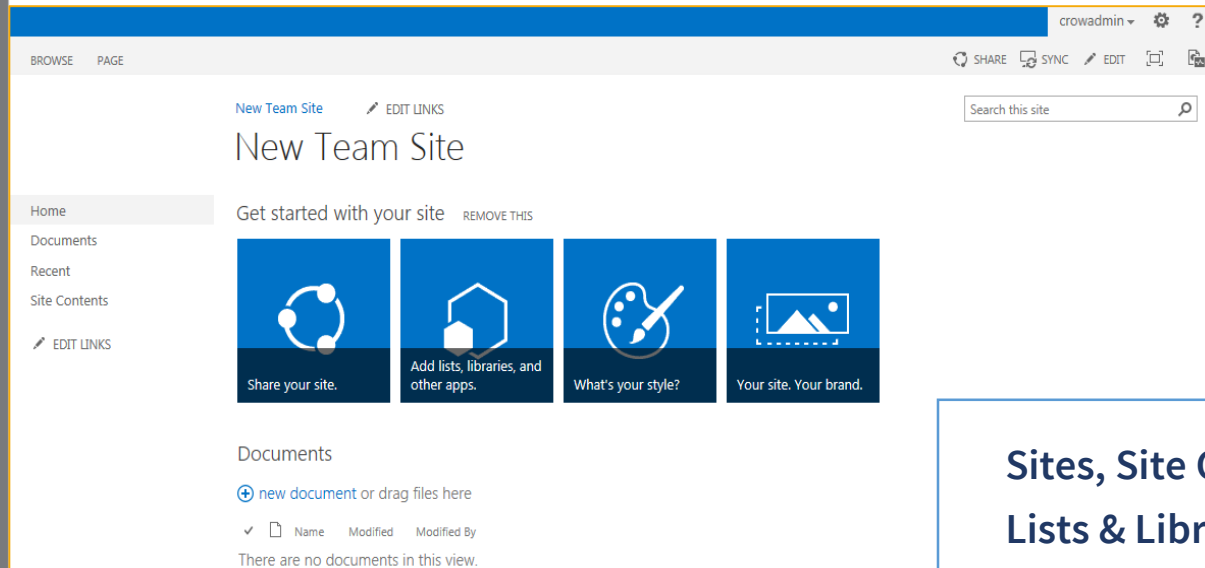 crowadmin ?
BROWSE PAGE SHARE SYNC EDIT
New Team Site EDIT LINKS Search this site
New Team Site
Home
Documents
Recent
Site Contents
EDIT LINKS
Get started with your site REMOVE THIS
Share your site.
Add lists, libraries, and
other apps.
What's your style?
Your site. Your brand.
Documents
new document or drag files here
Name Modified Modified By
There are no documents in this view.
Sites, Site
Lists &